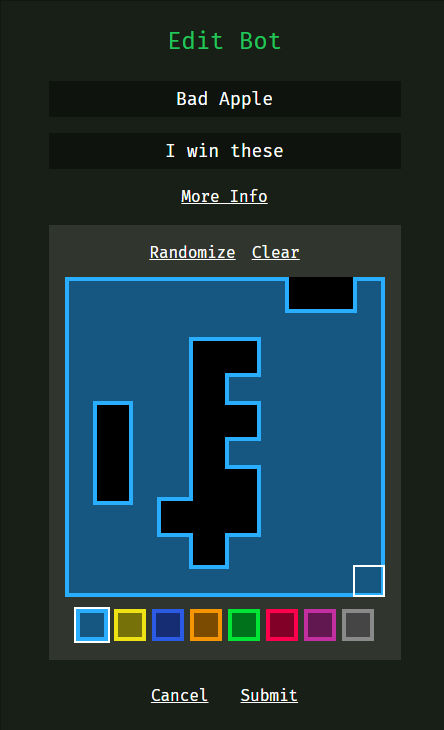 Edit Bot
Bad Apple
I win these
More Info
Randomize Clear
Cancel Submit